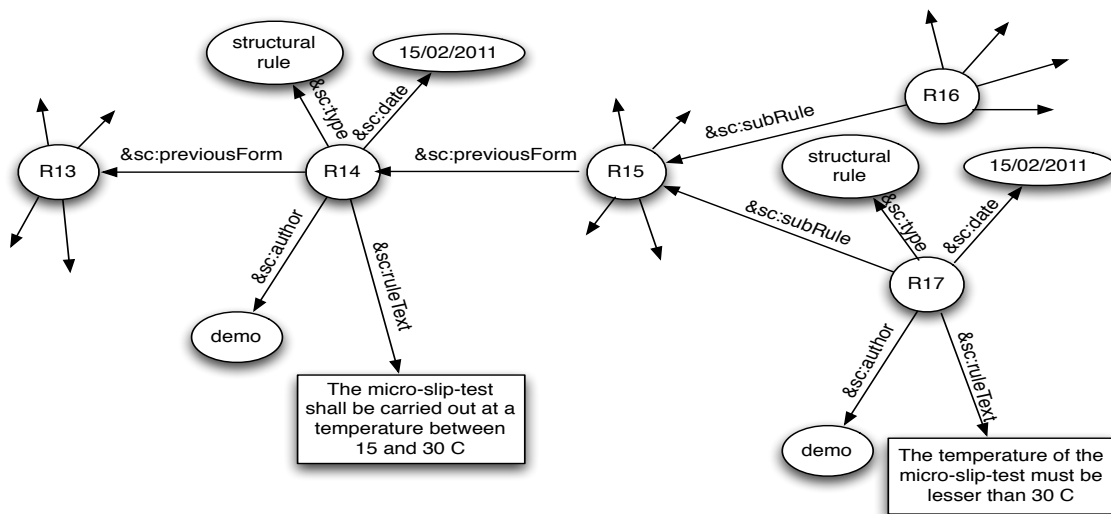 structural
rule
15/02/2011
R16
&sc:type
&sc:date
&sc:subRule
&sc:previousForm
&sc:previousForm
R13
R14
R15
structural
rule
15/02/2011
&sc:subRule
&sc:type
&sc:date
&sc:author
&sc:ruleText
R17
demo
&sc:author
&sc:ruleText
The micro-slip-test
shall be carried out at a
temperature between
15 and 30 C
demo
The temperature of the
micro-slip-test must be
lesser than 30 C